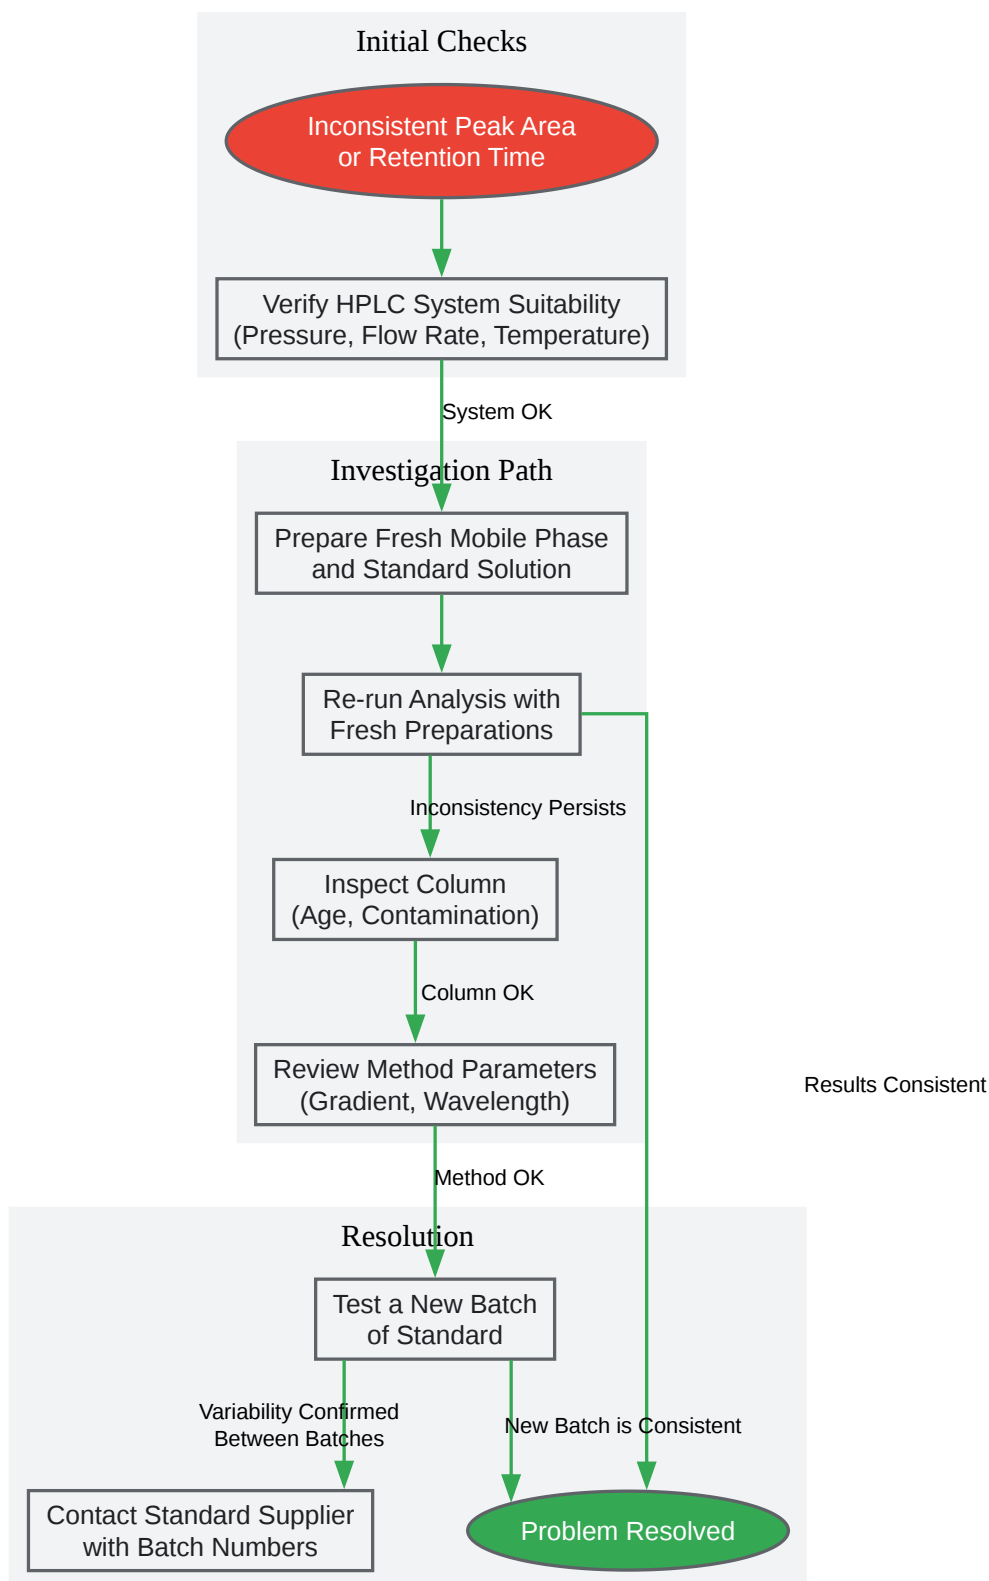 Initial Checks
Inconsistent Peak Area
or Retention Time
Verify HPLC System Suitability
(Pressure, Flow Rate, Temperature)
System OK
Investigation Path
Prepare Fresh Mobile Phase
and Standard Solution
Re-run Analysis with
Fresh Preparations
Inconsistency Persists
Inspect Column
(Age, Contamination)
Column OK
Review Method Parameters
(Gradient, Wavelength)
Results Consistent
Method OK
Resolution
Test a New Batch
of Standard
Variability Confirmed
Between Batches
New Batch is Consistent
Contact Standard Supplier
with Batch Numbers
Problem Resolved